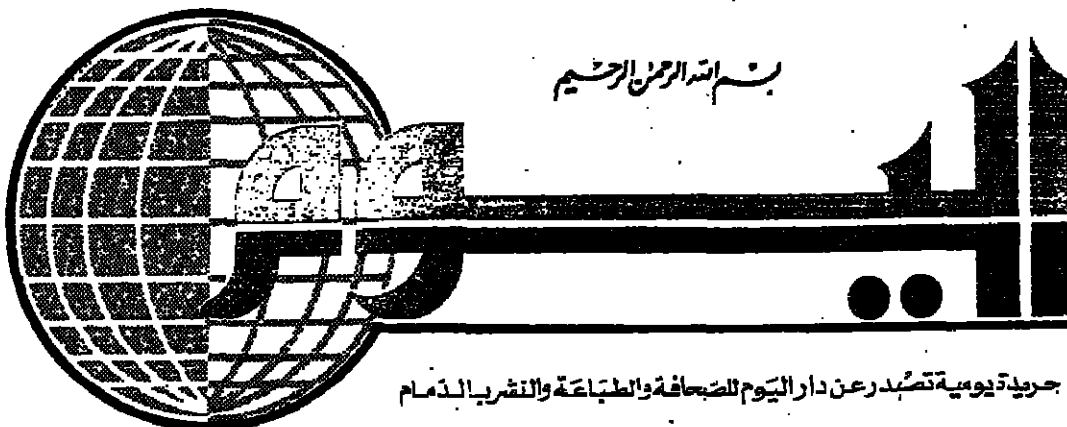 بسم الله الرحمن الرحيم
اليوم
جريدة يومية تصدر عن دار اليوم للصحافة والطباعة والنشر بالدمام